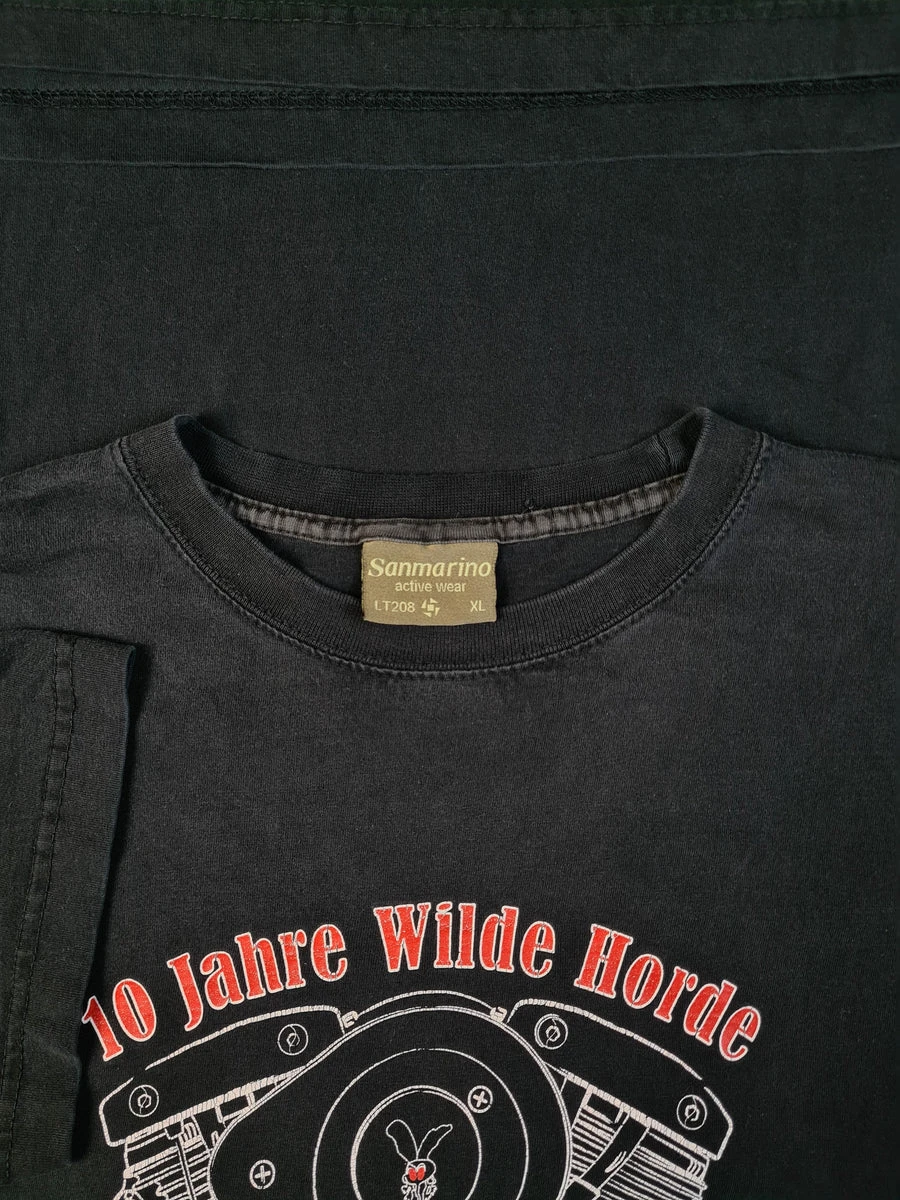 Sanmarino
active wear
LT208 XL
10 Jahre Wilde Horde